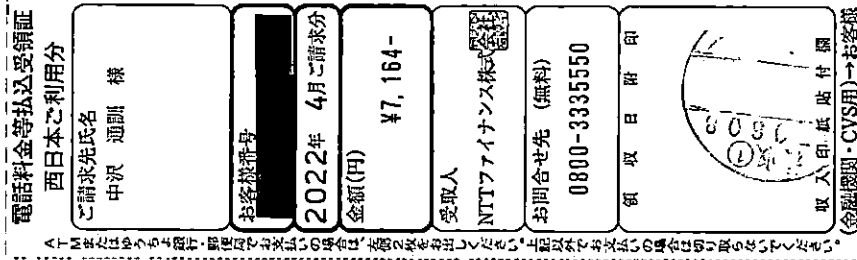 電話料金等払込受領証
西日本ご利用分
ご請求先氏名
中沢 通訓 様
お客様番号
2022年 4月ご請求分
金額(円)
¥7,164-
受取人
NTTファイナンス株式会社
お問合せ先 (無料)
0800-3335550
領収日附印
収入印紙貼付欄
(金融機関・CVS用)→お客様
ATMまたはゆうちょ銀行・郵便局でお支払いの場合は、支個2枚をお出しください。上記以外でお支払いの場合は切り取らないでください。